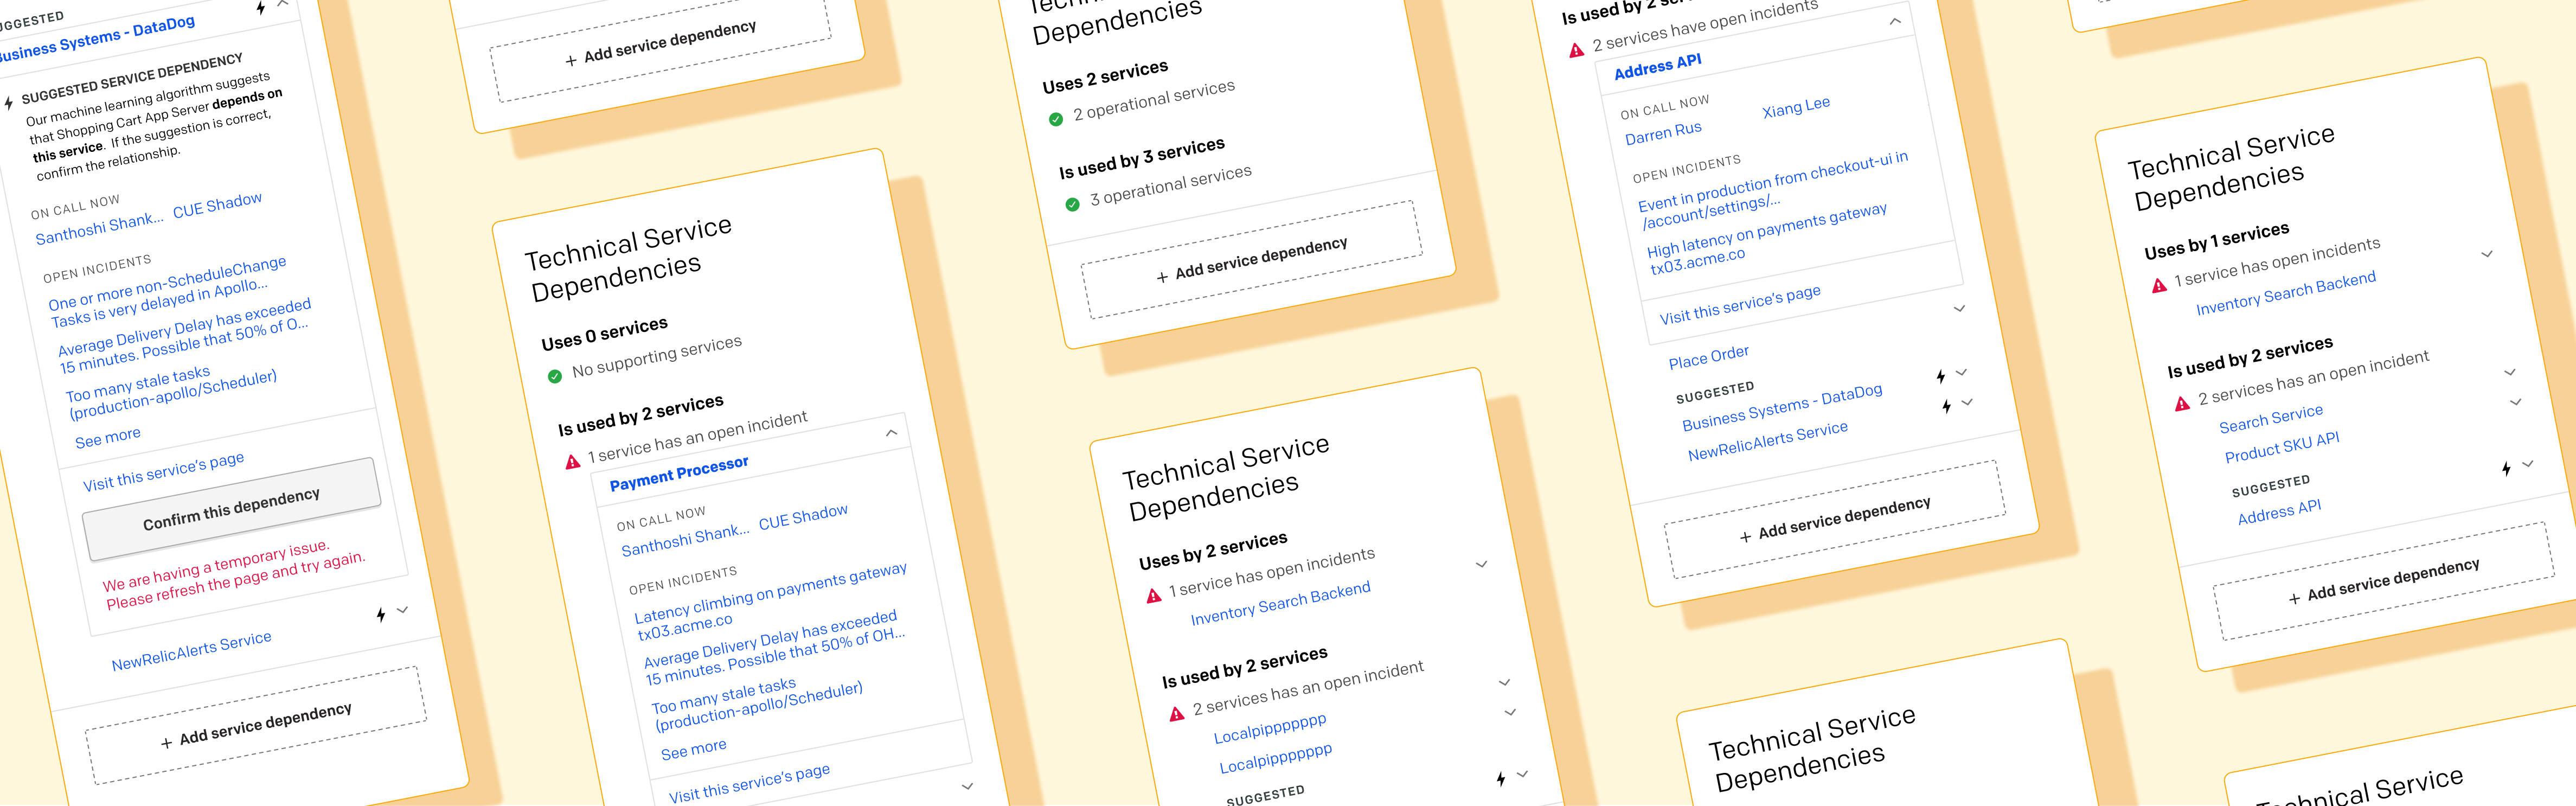 SUGGESTED
Business Systems - DataDog
SUGGESTED SERVICE DEPENDENCY
Our machine learning algorithm suggests
that Shopping Cart App Server depends on
this service. If the suggestion is correct,
confirm the relationship.
ON CALL NOW
Santhoshi Shank... CUE Shadow
OPEN INCIDENTS
One or more non-ScheduleChange
Tasks is very delayed in Apollo...
Average Delivery Delay has exceeded
15 minutes. Possible that 50% of O...
Too many stale tasks
(production-apollo/Scheduler)
See more
Visit this service's page
Confirm this dependency
We are having a temporary issue.
Please refresh the page and try again.
NewRelicAlerts Service
+ Add service dependency
+ Add service dependency
Technical Service
Dependencies
Uses 0 services
No supporting services
Is used by 2 services
1 service has an open incident
Payment Processor
ON CALL NOW
Santhoshi Shank... CUE Shadow
OPEN INCIDENTS
Latency climbing on payments gateway
tx03.acme.co
Average Delivery Delay has exceeded
15 minutes. Possible that 50% of OH...
Too many stale tasks
(production-apollo/Scheduler)
See more
Visit this service's page
Technical Service
Dependencies
Uses 2 services
2 operational services
Is used by 3 services
3 operational services
+ Add service dependency
Technical Service
Dependencies
Uses by 2 services
1 service has open incidents
Inventory Search Backend
Is used by 2 services
2 services has an open incident
Localpippppppp
Localpippppppp
SUGGESTED
Is used by 2 services
2 services have open incidents
Address API
ON CALL NOW
Darren Rus Xiang Lee
OPEN INCIDENTS
Event in production from checkout-ui in
/account/settings/...
High latency on payments gateway
tx03.acme.co
Visit this service's page
Place Order
SUGGESTED
Business Systems - DataDog
NewRelicAlerts Service
+ Add service dependency
Technical Service
Dependencies
Technical Service
Dependencies
Uses by 1 services
1 service has open incidents
Inventory Search Backend
Is used by 2 services
2 services has an open incident
Search Service
Product SKU API
SUGGESTED
Address API
+ Add service dependency
Technical Service